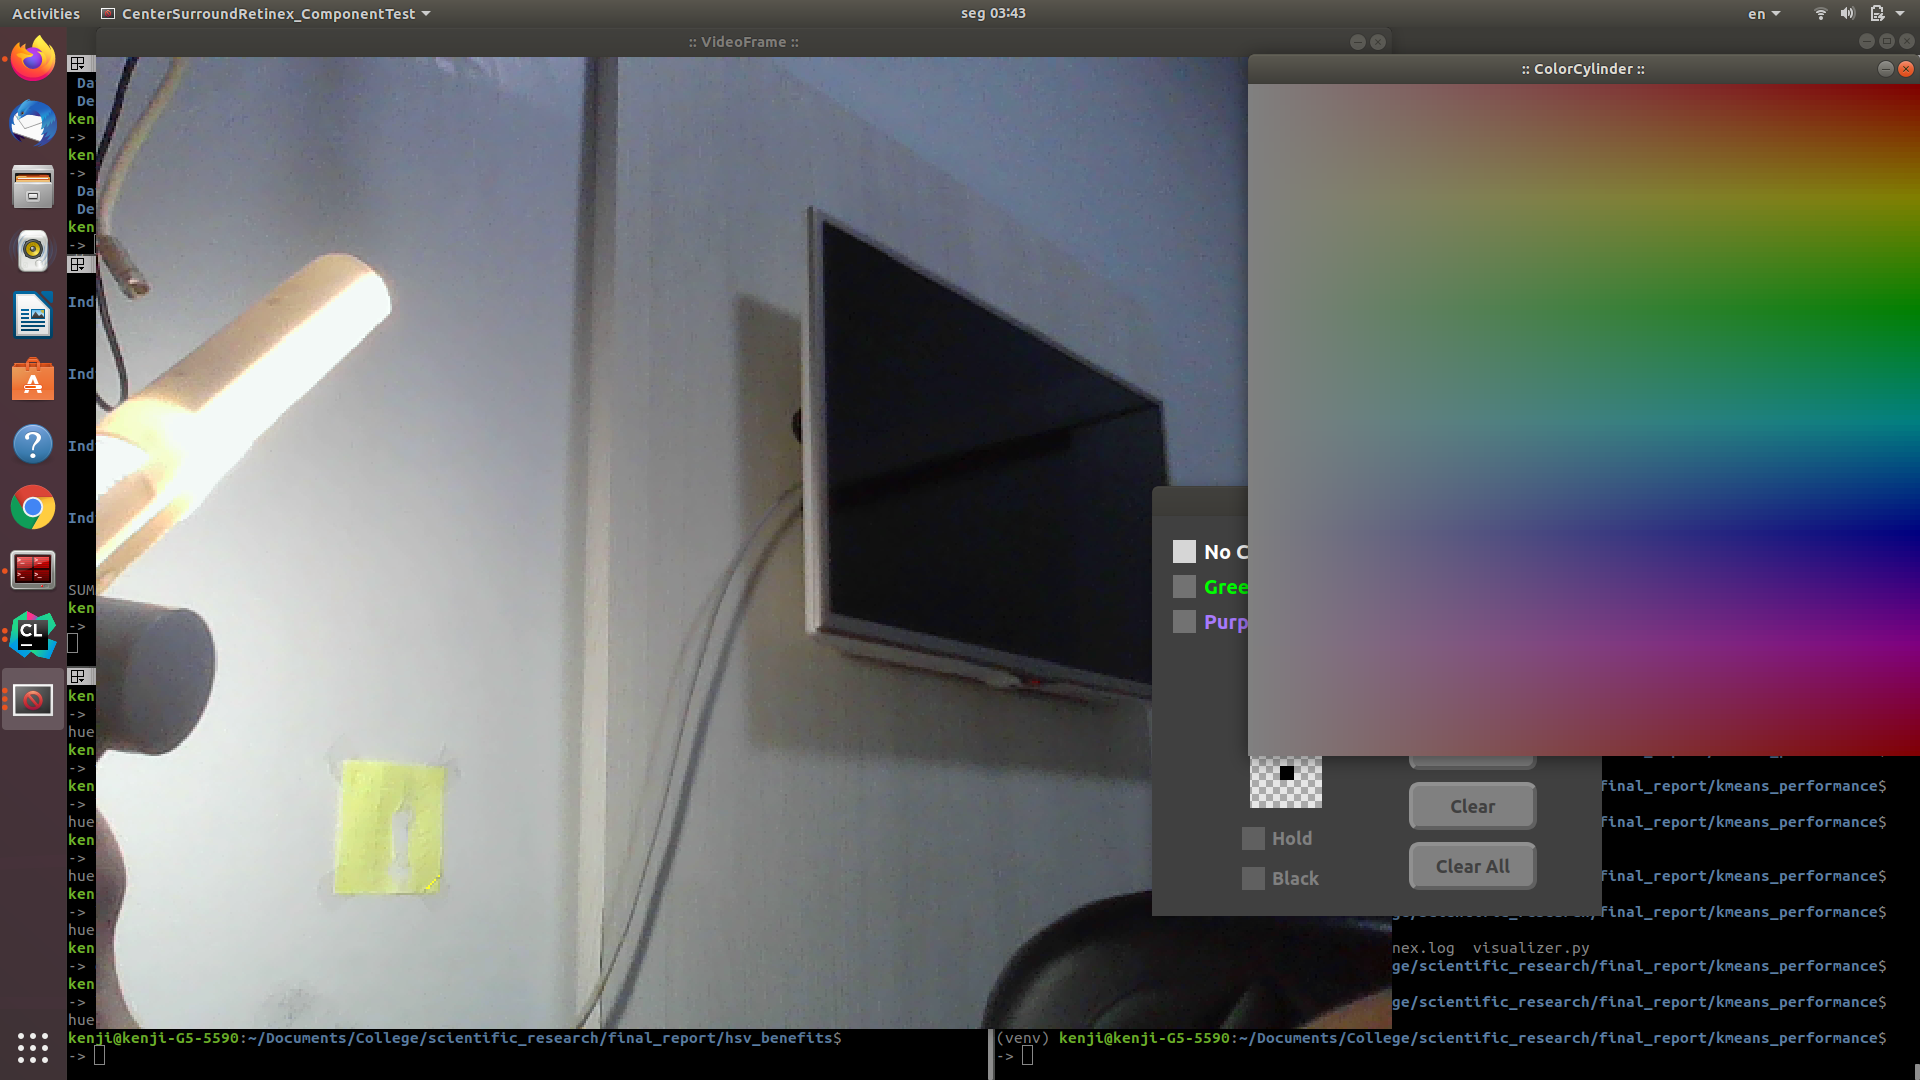 Activities
CenterSurroundRetinex_ComponentTest
seg 03:43
en
:: VideoFrame ::
:: ColorCylinder ::
Da
De
ken
->
ken
->
Da
De
ken
->
Ind
Ind
Ind
Ind
SUM
ken
->
ken
->
hue
ken
->
ken
->
hue
ken
->
hue
ken
->
hue
ken
->
ken
->
hue
kenji@kenji-G5-5590:~/Documents/College/scientific_research/final_report/hsv_benefits$
->
No C
Gree
Purp
Hold
Black
Clear
Clear All
final_report/kmeans_performance$
final_report/kmeans_performance$
final_report/kmeans_performance$
ge/scientific_research/final_report/kmeans_performance$
nex.log visualizer.py
ge/scientific_research/final_report/kmeans_performance$
ge/scientific_research/final_report/kmeans_performance$
(venv) kenji@kenji-G5-5590:~/Documents/College/scientific_research/final_report/kmeans_performance$
->